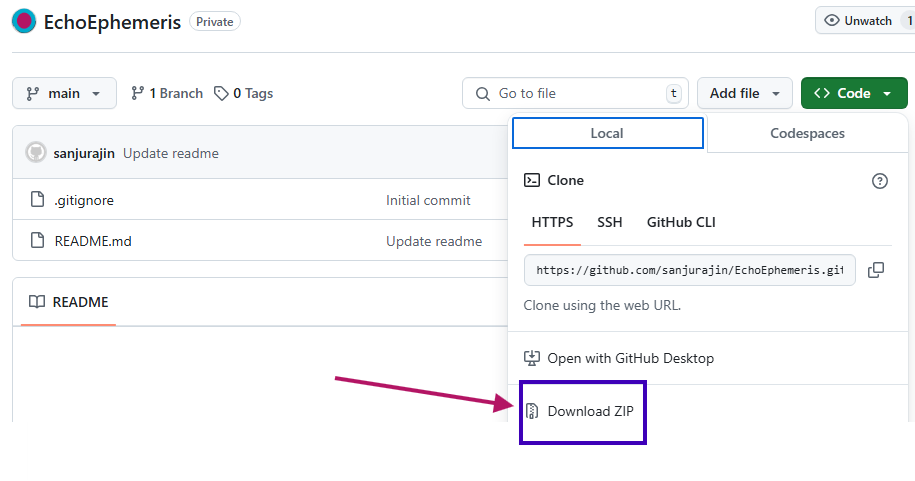 EchoEphemeris Private
Unwatch 1
main 1 Branch 0 Tags
Go to file t Add file <> Code
Local Codespaces
sanjurajin Update readme
Clone
.gitignore Initial commit
HTTPS SSH GitHub CLI
README.md Update readme
https://github.com/sanjurajin/EchoEphemeris.git
README
Clone using the web URL.
Open with GitHub Desktop
Download ZIP